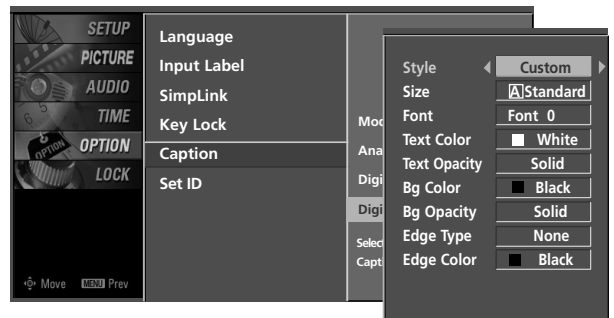 SETUP
PICTURE
AUDIO
TIME
OPTION
LOCK
Move MENU Prev
Language
Input Label
SimpLink
Key Lock
Caption
Set ID
Style Custom
Size A Standard
Font Font 0
Text Color White
Text Opacity Solid
Bg Color Black
Bg Opacity Solid
Edge Type None
Edge Color Black